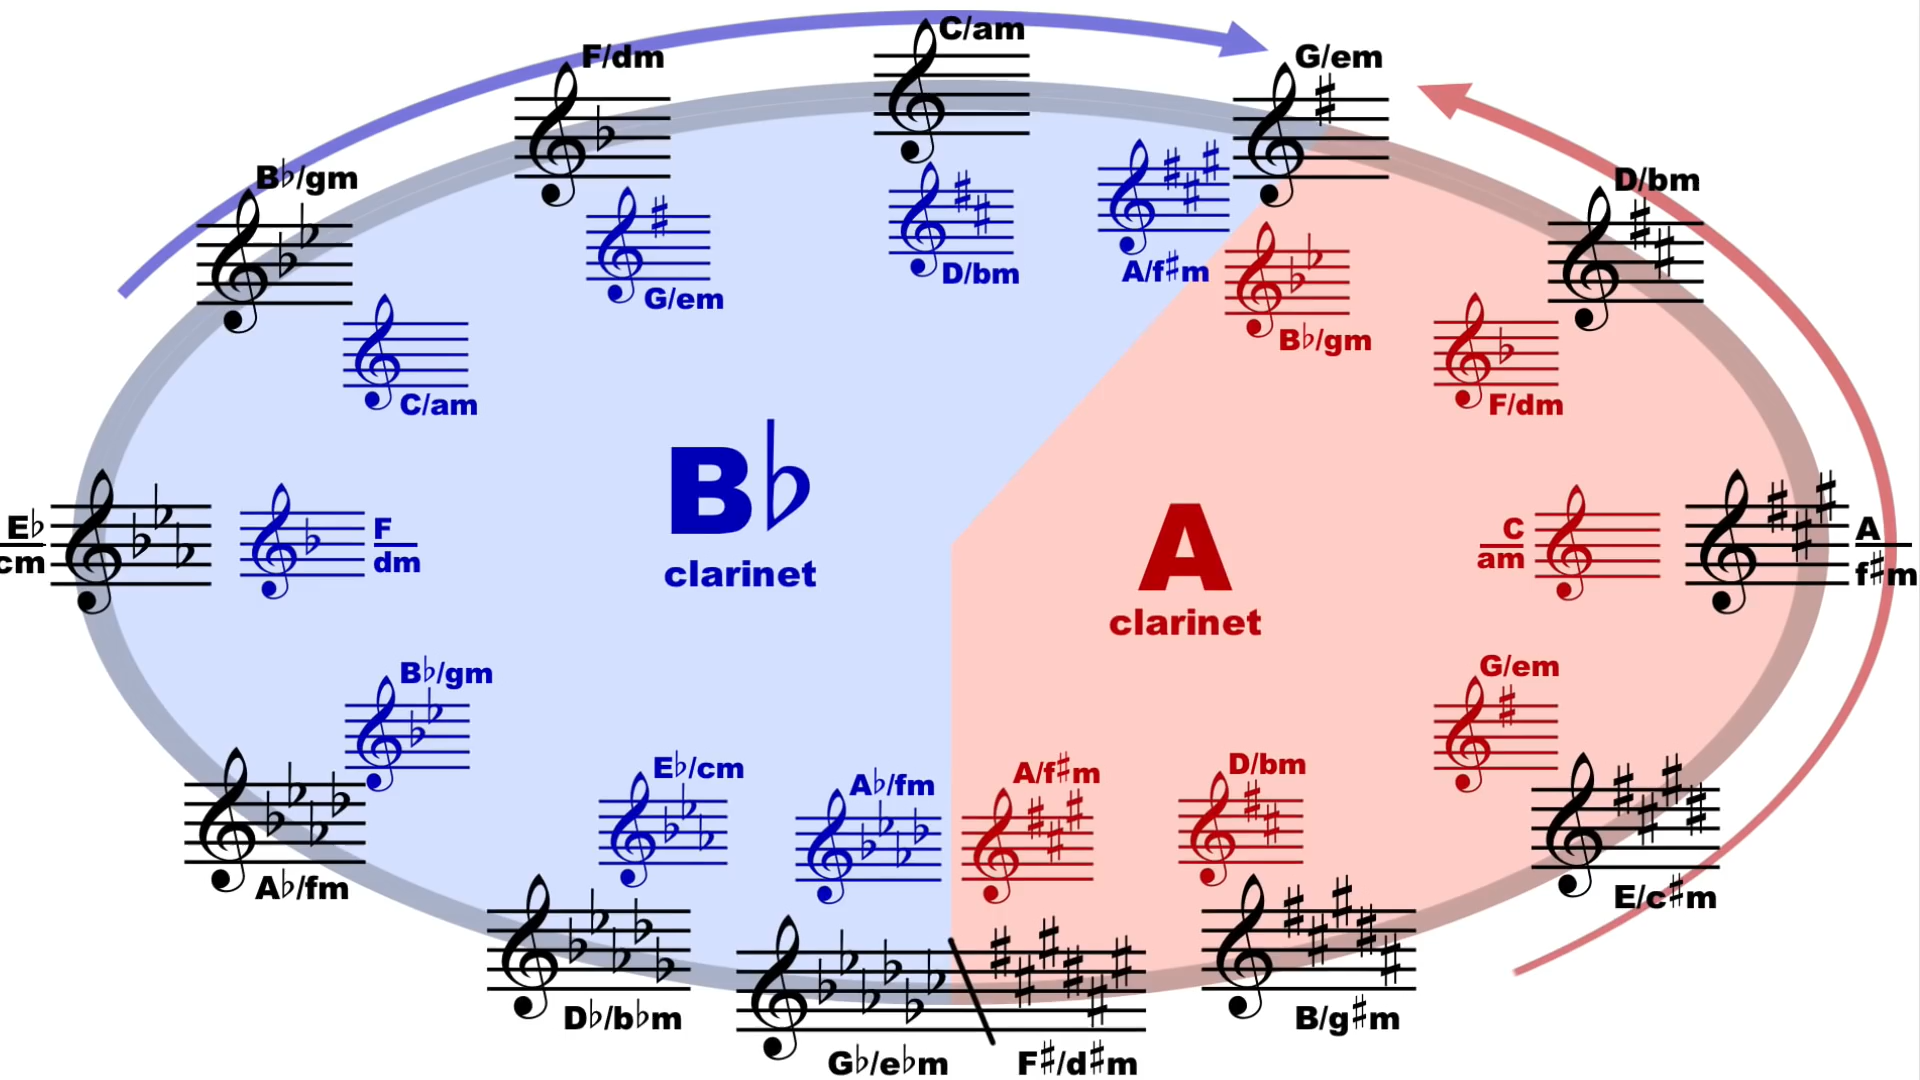 C/am
F/dm
G/em
B♭/gm
D/bm
D/bm
A/f♯m
G/em
B♭/gm
C/am
F/dm
B♭
clarinet
A
clarinet
E♭
cm
F
dm
C
am
A
f♯m
B♭/gm
G/em
E♭/cm
A♭/fm
A/f♯m
D/bm
A♭/fm
E/c♯m
D♭/b♭m
B/g♯m
G♭/e♭m
F♯/d♯m